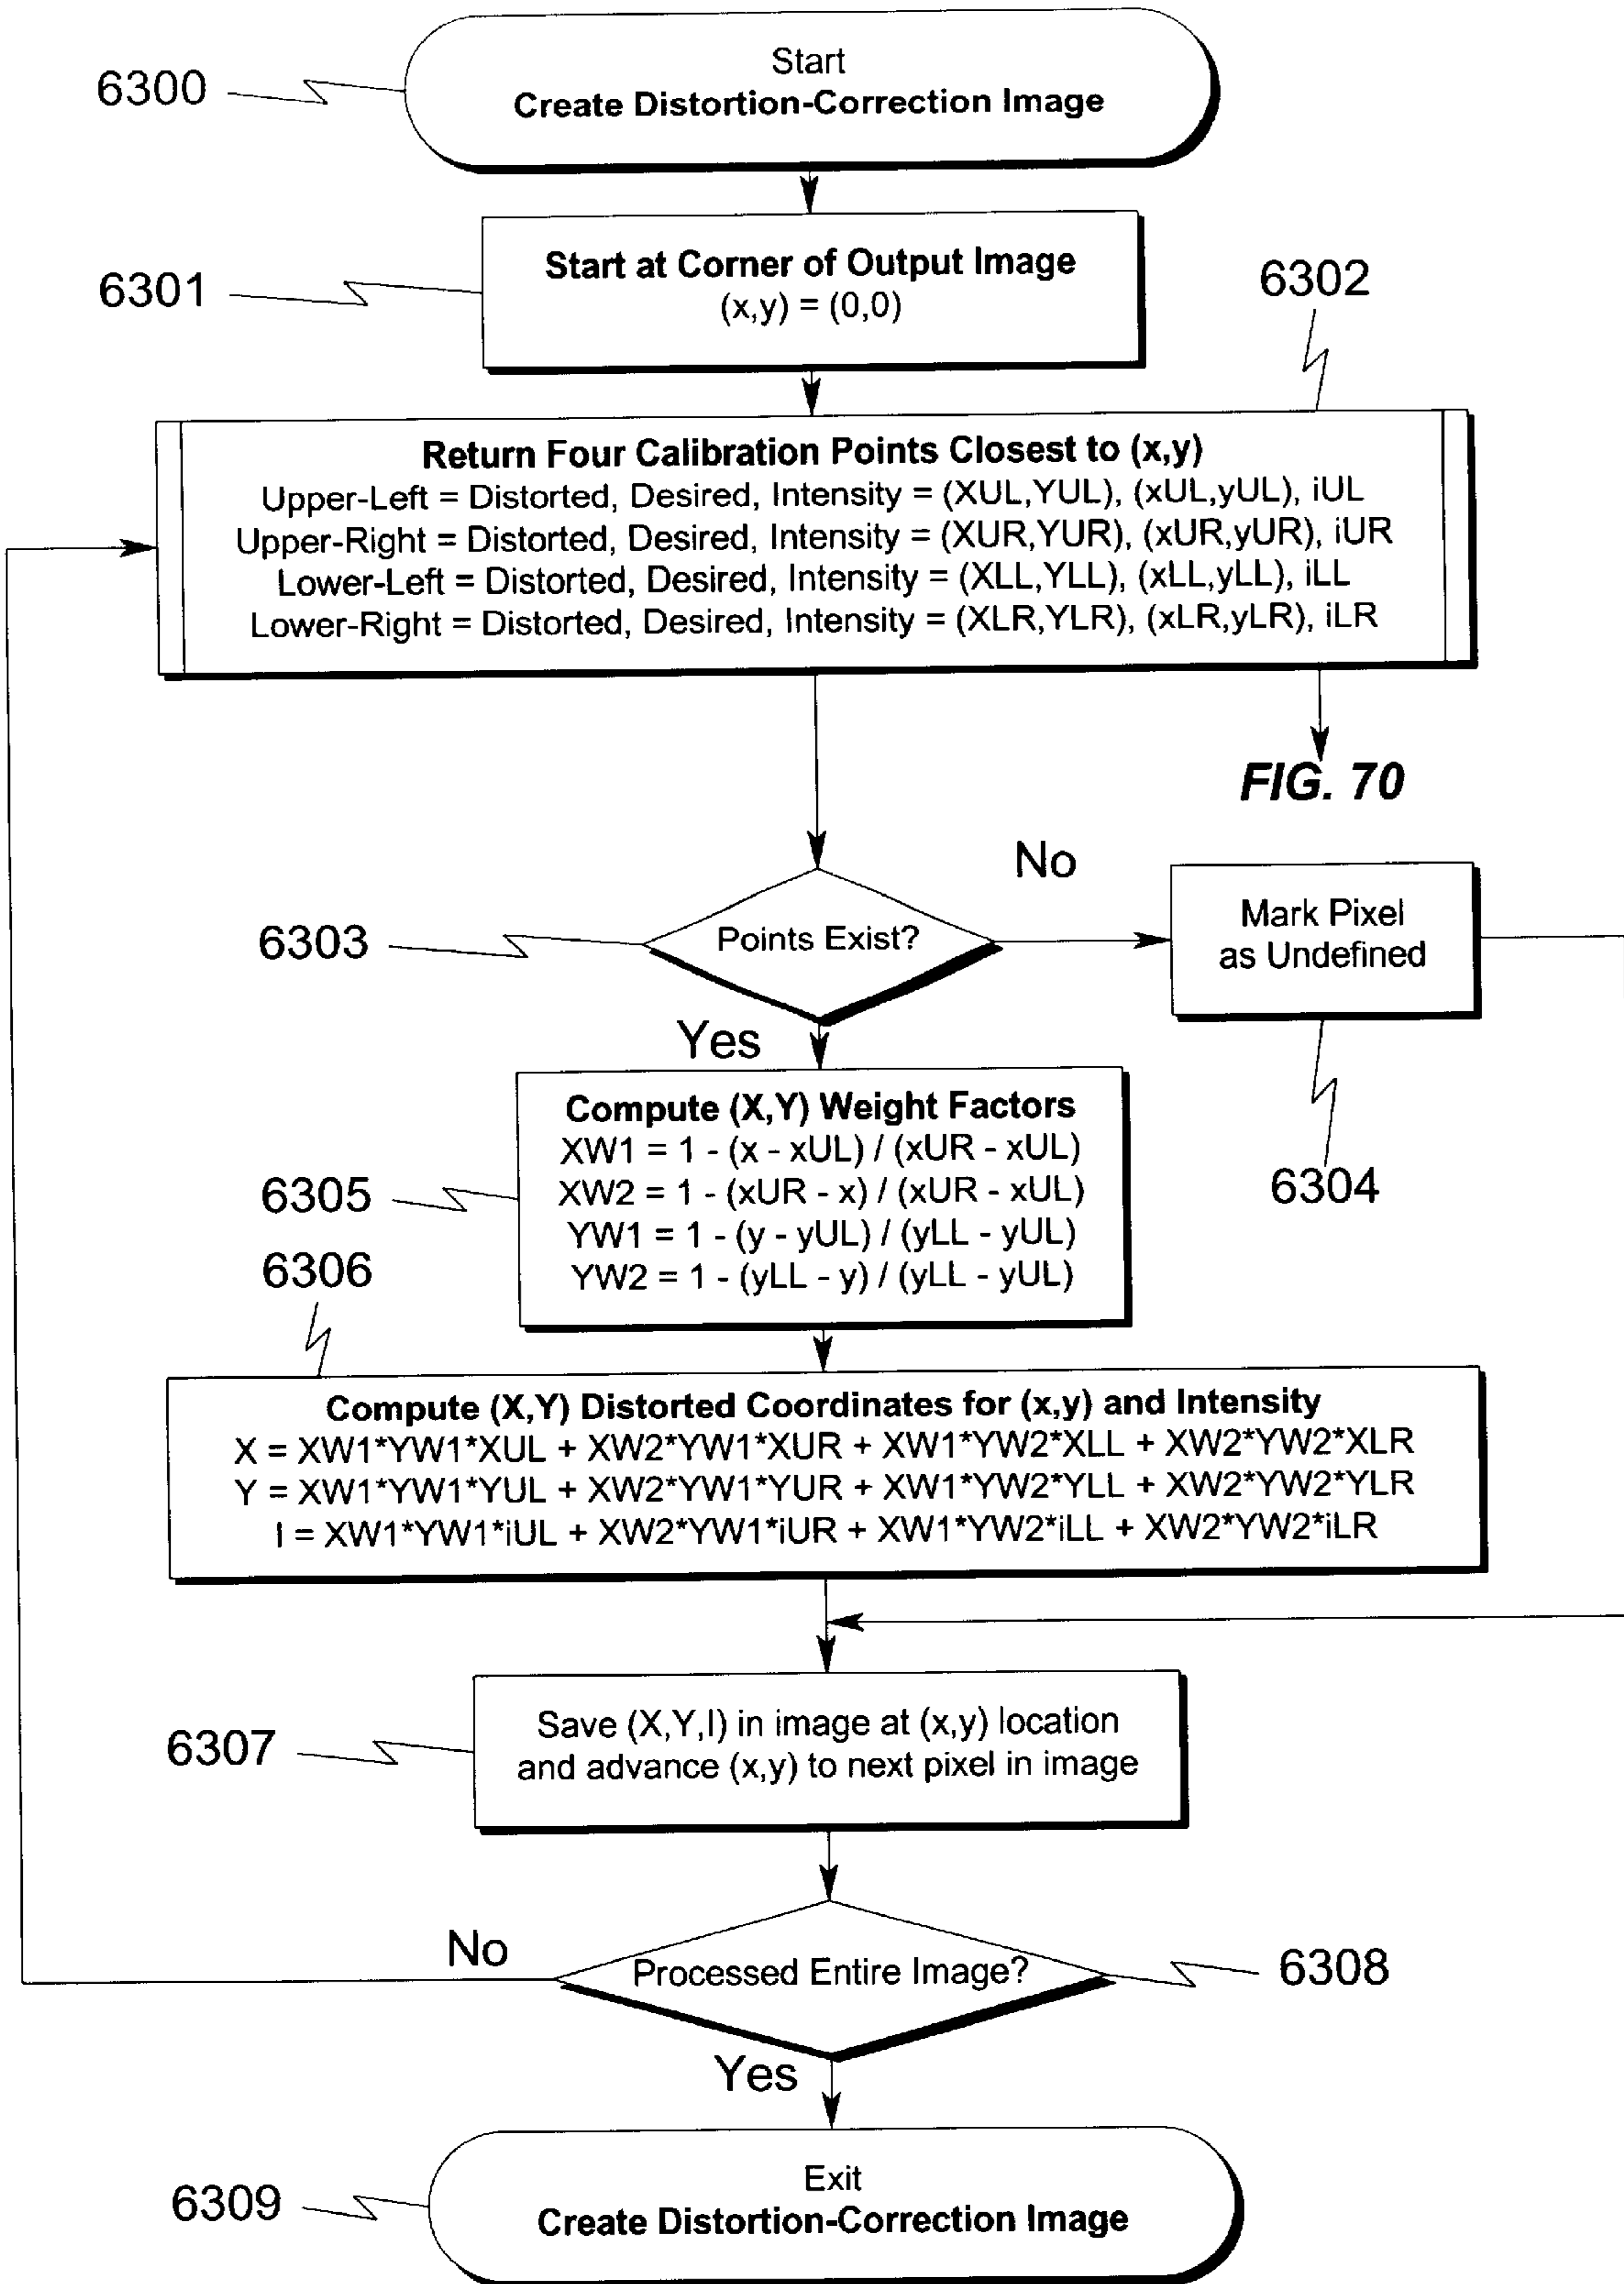 6300
Start
Create Distortion-Correction Image
6301
Start at Corner of Output Image
(x,y) = (0,0)
6302
Return Four Calibration Points Closest to (x,y)
Upper-Left = Distorted, Desired, Intensity = (XUL,YUL), (xUL,yUL), iUL
Upper-Right = Distorted, Desired, Intensity = (XUR,YUR), (xUR,yUR), iUR
Lower-Left = Distorted, Desired, Intensity = (XLL,YLL), (xLL,yLL), iLL
Lower-Right = Distorted, Desired, Intensity = (XLR,YLR), (xLR,yLR), iLR
FIG. 70
6303
Points Exist?
No
Mark Pixel
as Undefined
6304
Yes
6305
Compute (X,Y) Weight Factors
XW1 = 1 - (x - xUL) / (xUR - xUL)
XW2 = 1 - (xUR - x) / (xUR - xUL)
YW1 = 1 - (y - yUL) / (yLL - yUL)
YW2 = 1 - (yLL - y) / (yLL - yUL)
6306
Compute (X,Y) Distorted Coordinates for (x,y) and Intensity
X = XW1*YW1*XUL + XW2*YW1*XUR + XW1*YW2*XLL + XW2*YW2*XLR
Y = XW1*YW1*YUL + XW2*YW1*YUR + XW1*YW2*YLL + XW2*YW2*YLR
I = XW1*YW1*iUL + XW2*YW1*iUR + XW1*YW2*iLL + XW2*YW2*iLR
6307
Save (X,Y,I) in image at (x,y) location
and advance (x,y) to next pixel in image
No
Processed Entire Image?
6308
Yes
6309
Exit
Create Distortion-Correction Image